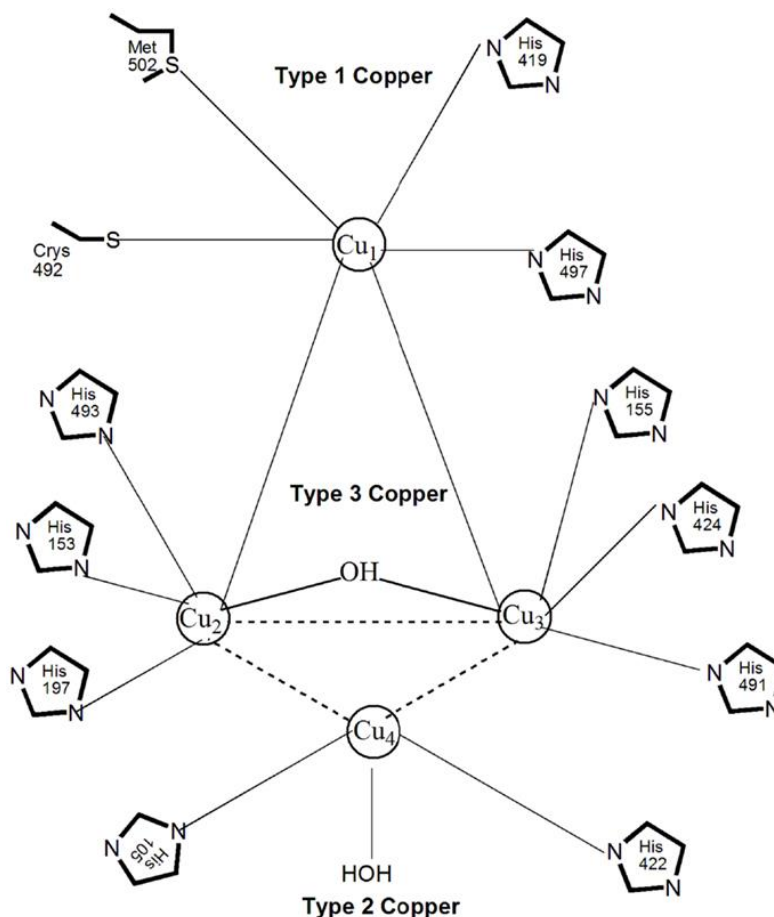 Met
502
S
Type 1 Copper
N
His
419
N
Crys
492
S
Cu1
N
His
497
N
N
His
493
N
N
His
155
N
Type 3 Copper
N
His
153
N
N
His
424
N
OH
Cu2
Cu3
N
His
197
N
N
His
491
N
Cu4
N
His
105
N
HOH
N
His
422
N
Type 2 Copper